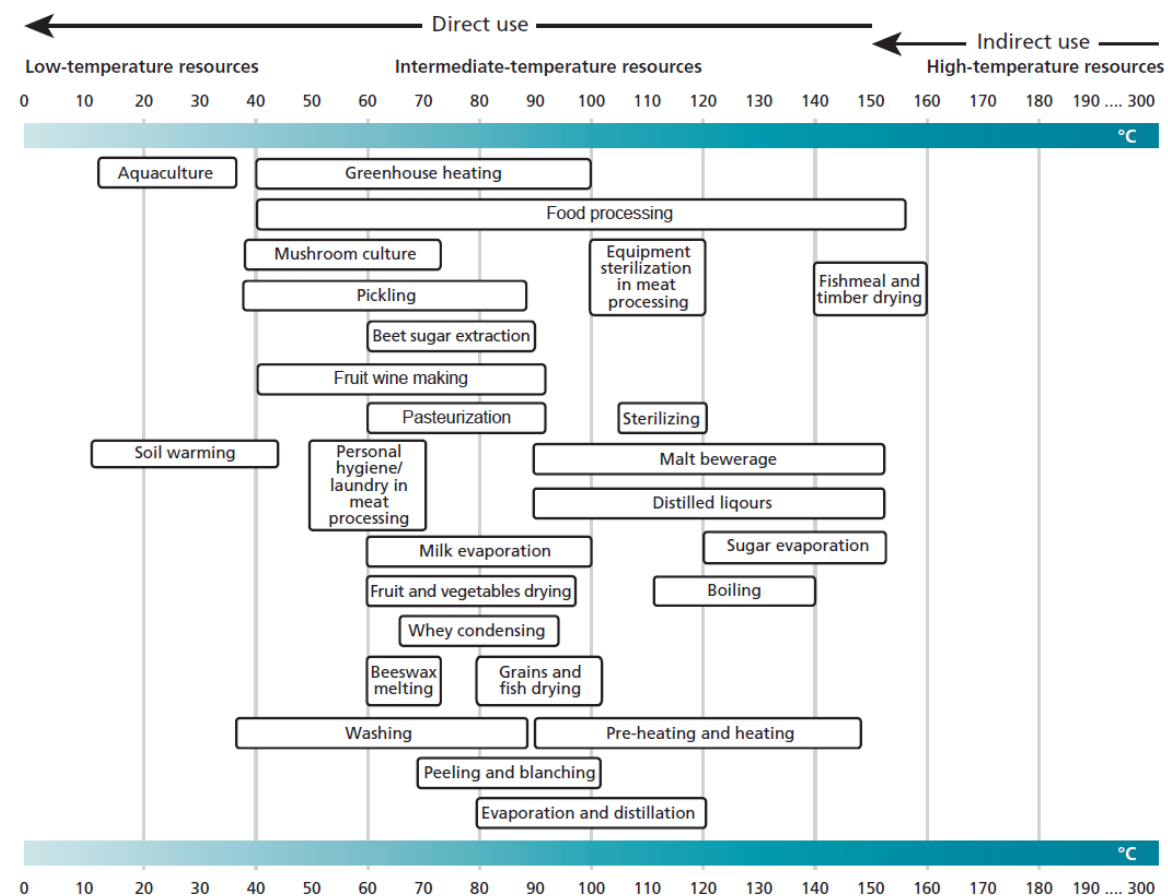 Direct use
Indirect use
Low-temperature resources Intermediate-temperature resources High-temperature resources
0 10 20 30 40 50 60 70 80 90 100 110 120 130 140 150 160 170 180 190 .... 300
°C
Aquaculture
Greenhouse heating
Food processing
Mushroom culture
Equipment
sterilization
in meat
processing
Fishmeal and
timber drying
Pickling
Beet sugar extraction
Fruit wine making
Pasteurization
Sterilizing
Soil warming
Personal
hygiene/
laundry in
meat
processing
Malt bewerage
Distilled liqours
Milk evaporation
Sugar evaporation
Fruit and vegetables drying
Boiling
Whey condensing
Beeswax
melting
Grains and
fish drying
Washing
Pre-heating and heating
Peeling and blanching
Evaporation and distillation
°C
0 10 20 30 40 50 60 70 80 90 100 110 120 130 140 150 160 170 180 190 .... 300